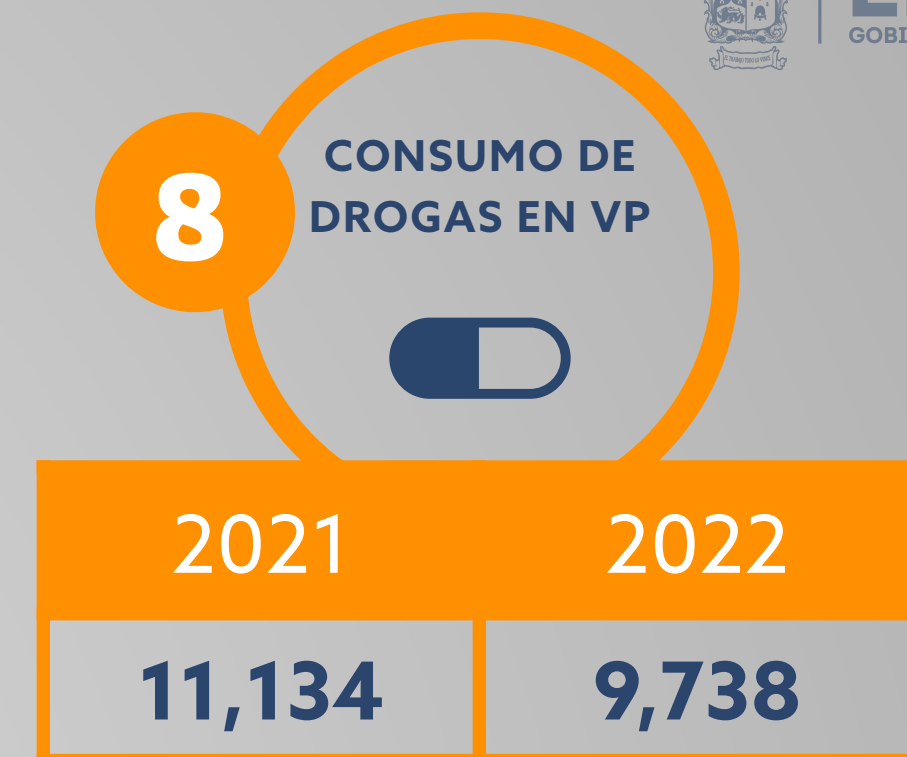 GOBI
8
CONSUMO DE
DROGAS EN VP
2021 2022
11,134 9,738